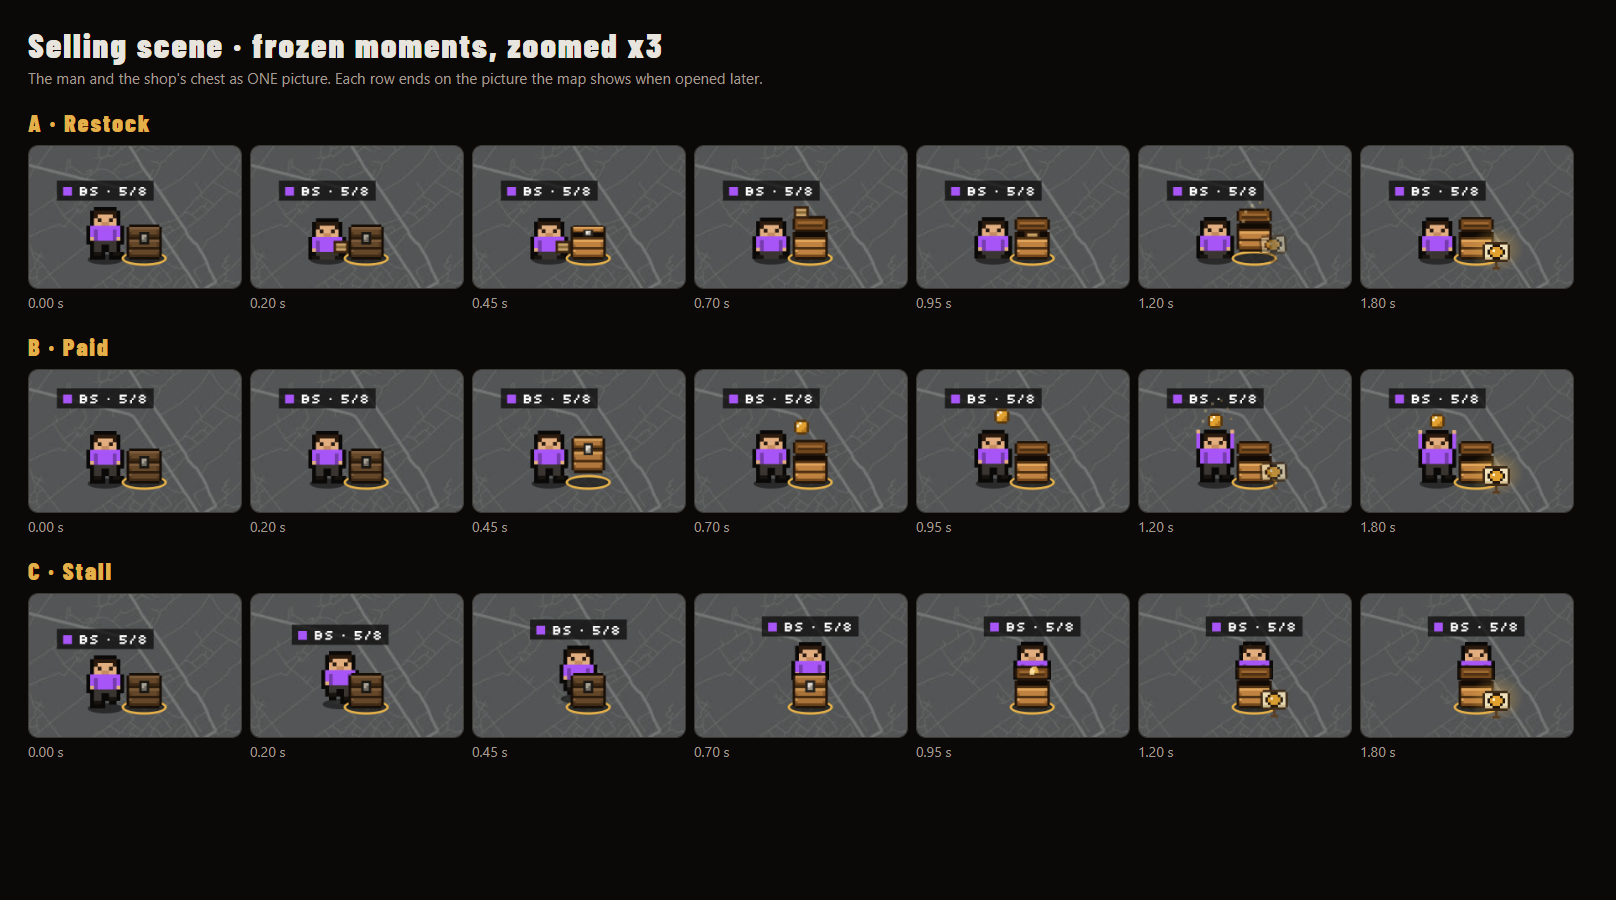 Selling scene · frozen moments, zoomed x3
The man and the shop's chest as ONE picture. Each row ends on the picture the map shows when opened later.
A · Restock
BS · 5/8 BS · 5/8 BS · 5/8 BS · 5/8 BS · 5/8 BS · 5/8 BS · 5/8
0.00 s 0.20 s 0.45 s 0.70 s 0.95 s 1.20 s 1.80 s
B · Paid
BS · 5/8 BS · 5/8 BS · 5/8 BS · 5/8 BS · 5/8 BS · 5/8 BS · 5/8
0.00 s 0.20 s 0.45 s 0.70 s 0.95 s 1.20 s 1.80 s
C · Stall
BS · 5/8 BS · 5/8 BS · 5/8 BS · 5/8 BS · 5/8 BS · 5/8 BS · 5/8
0.00 s 0.20 s 0.45 s 0.70 s 0.95 s 1.20 s 1.80 s